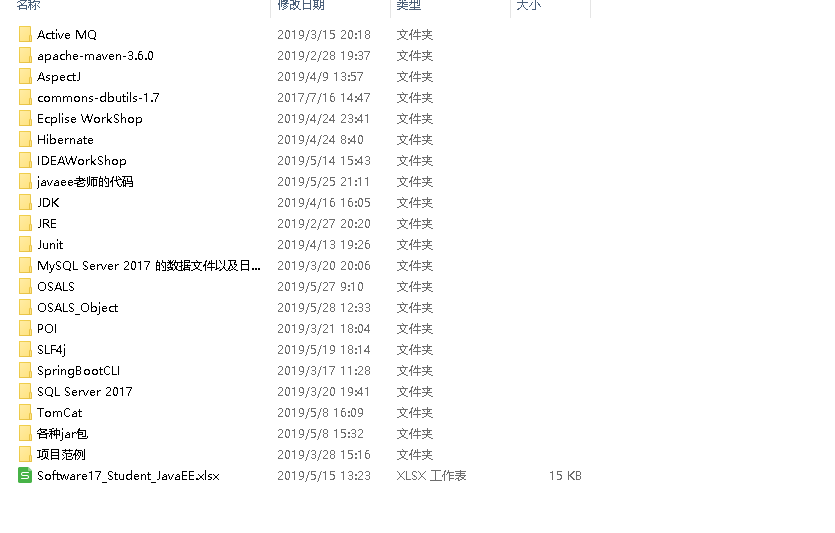 名称 修改日期 类型 大小
Active MQ 2019/3/15 20:18 文件夹
apache-maven-3.6.0 2019/2/28 19:37 文件夹
AspectJ 2019/4/9 13:57 文件夹
commons-dbutils-1.7 2017/7/16 14:47 文件夹
Ecplise WorkShop 2019/4/24 23:41 文件夹
Hibernate 2019/4/24 8:40 文件夹
IDEAWorkShop 2019/5/14 15:43 文件夹
javaee老师的代码 2019/5/25 21:11 文件夹
JDK 2019/4/16 16:05 文件夹
JRE 2019/2/27 20:20 文件夹
Junit 2019/4/13 19:26 文件夹
MySQL Server 2017 的数据文件以及日... 2019/3/20 20:06 文件夹
OSALS 2019/5/27 9:10 文件夹
OSALS_Object 2019/5/28 12:33 文件夹
POI 2019/3/21 18:04 文件夹
SLF4j 2019/5/19 18:14 文件夹
SpringBootCLI 2019/3/17 11:28 文件夹
SQL Server 2017 2019/3/20 19:41 文件夹
TomCat 2019/5/8 16:09 文件夹
各种jar包 2019/5/8 15:32 文件夹
项目范例 2019/3/28 15:16 文件夹
Software17_Student_JavaEE.xlsx 2019/5/15 13:23 XLSX 工作表 15 KB